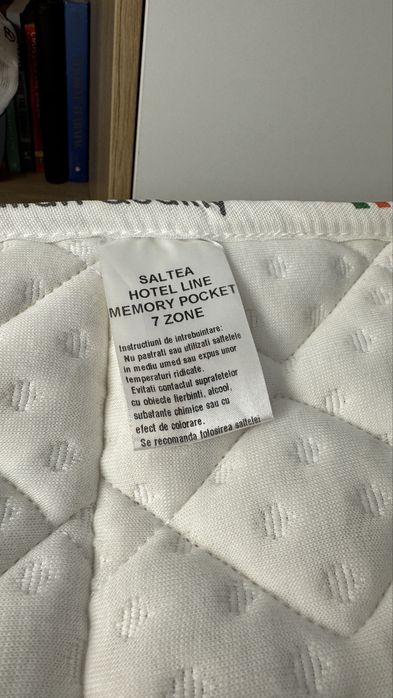 SALTEA
HOTEL LINE
MEMORY POCKET
7 ZONE
Instructiuni de intrebuintare:
Nu pastrati sau utilizati saltelele
in mediu umed sau expus unor
temperaturi ridicate.
Evitati contactul suprafetelor
cu obiecte fierbinti, alcool,
substante chimice sau cu
efect de colorare.
Se recomanda folosirea saltelei